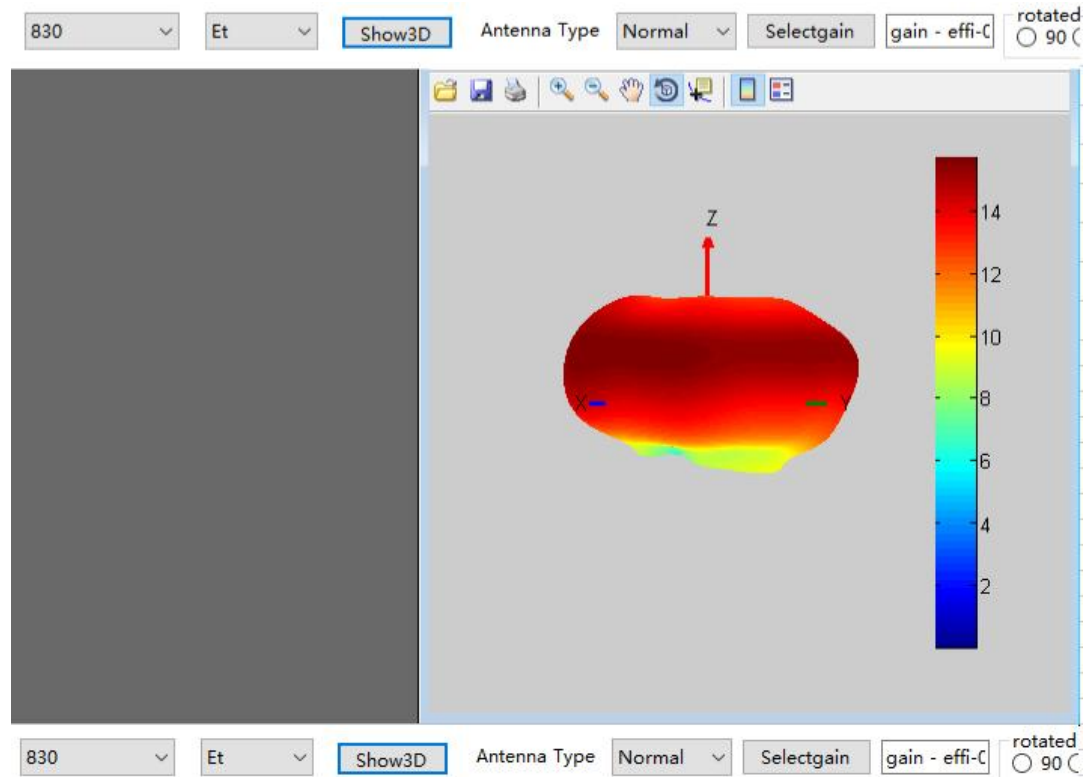 830 Et Show3D Antenna Type Normal Selectgain gain - effi-C rotated
90
Z
X Y
14
12
10
8
6
4
2
830 Et Show3D Antenna Type Normal Selectgain gain - effi-C rotated
90